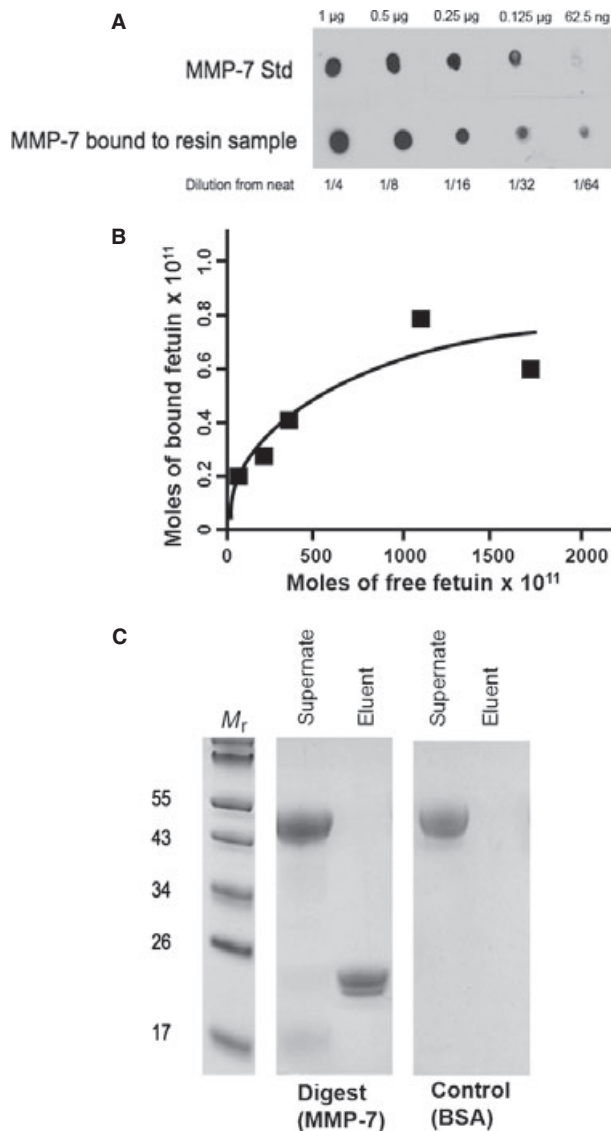 A
1 µg 0.5 µg 0.25 µg 0.125 µg 62.5 ng
MMP-7 Std
MMP-7 bound to resin sample
Dilution from neat 1/4 1/8 1/16 1/32 1/64
B
Moles of bound fetuin x 10¹¹
1.0
0.8
0.6
0.4
0.2
0
0 500 1000 1500 2000
Moles of free fetuin x 10¹¹
C
Mr Supernate Eluent Supernate Eluent
55
43
34
26
17
Digest (MMP-7)
Control (BSA)